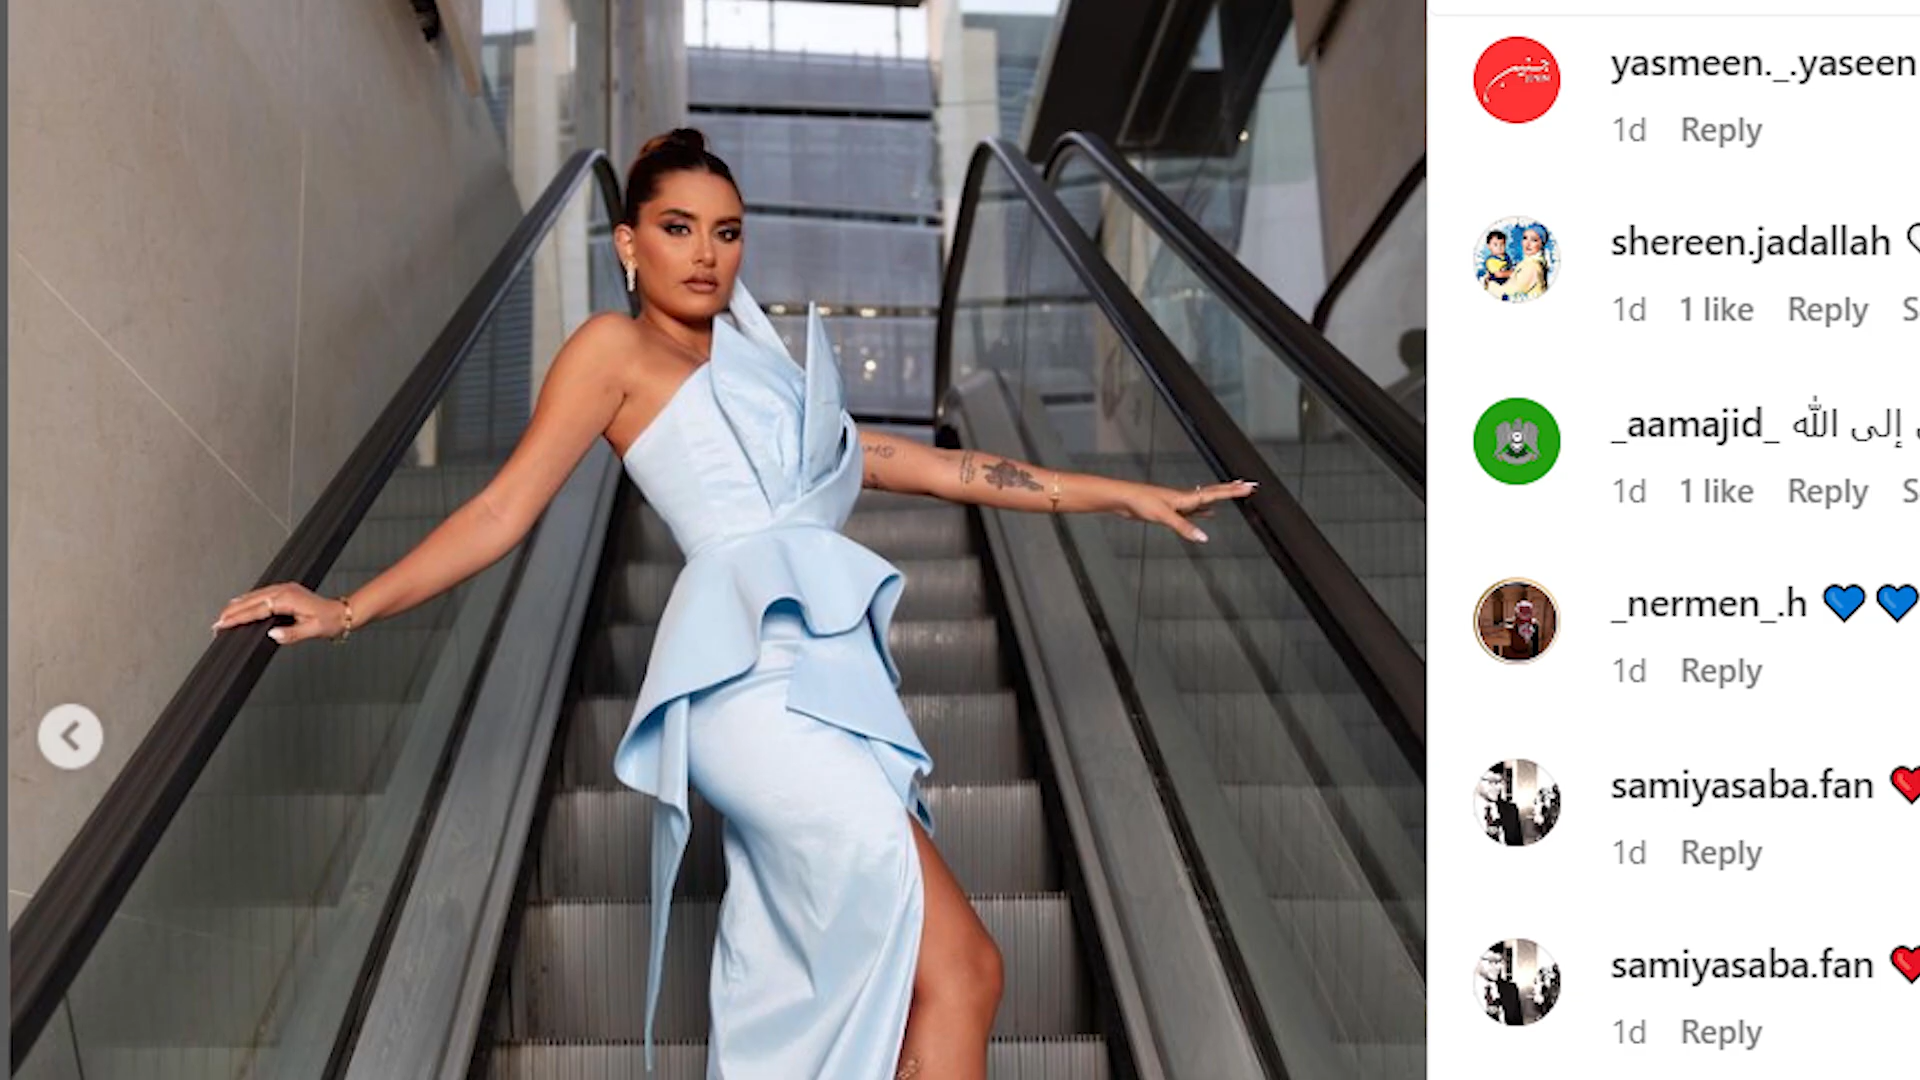 yasmeen._.yaseen
1d Reply
shereen.jadallah
1d 1 like Reply
_aamajid_ إلى الله
1d 1 like Reply
_nermen_.h 💙 💙
1d Reply
samiyasaba.fan ❤️
1d Reply
samiyasaba.fan ❤️
1d Reply